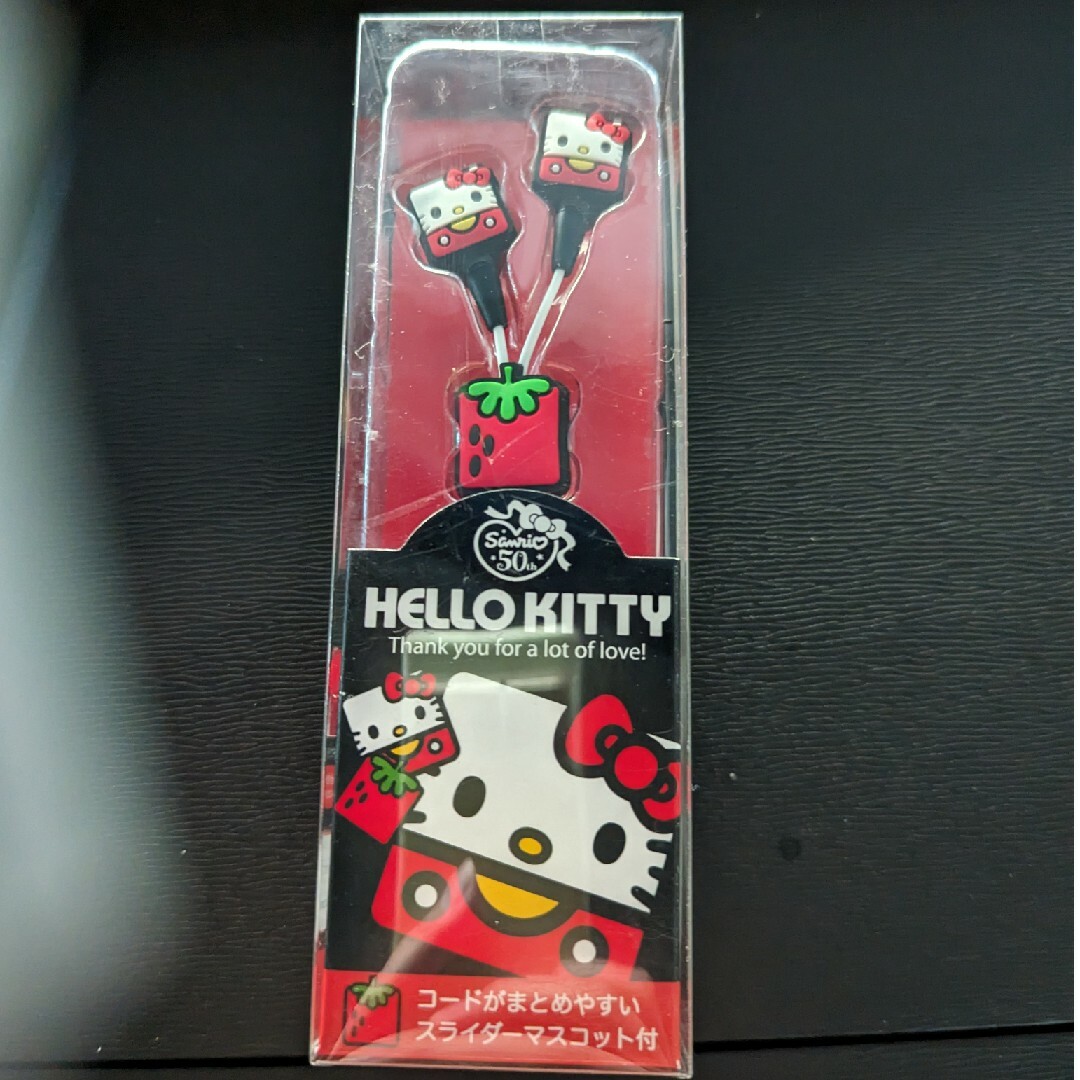 Sanrio
50th
HELLO KITTY
Thank you for a lot of love!
コードがまとめやすい
スライダーマスコット付